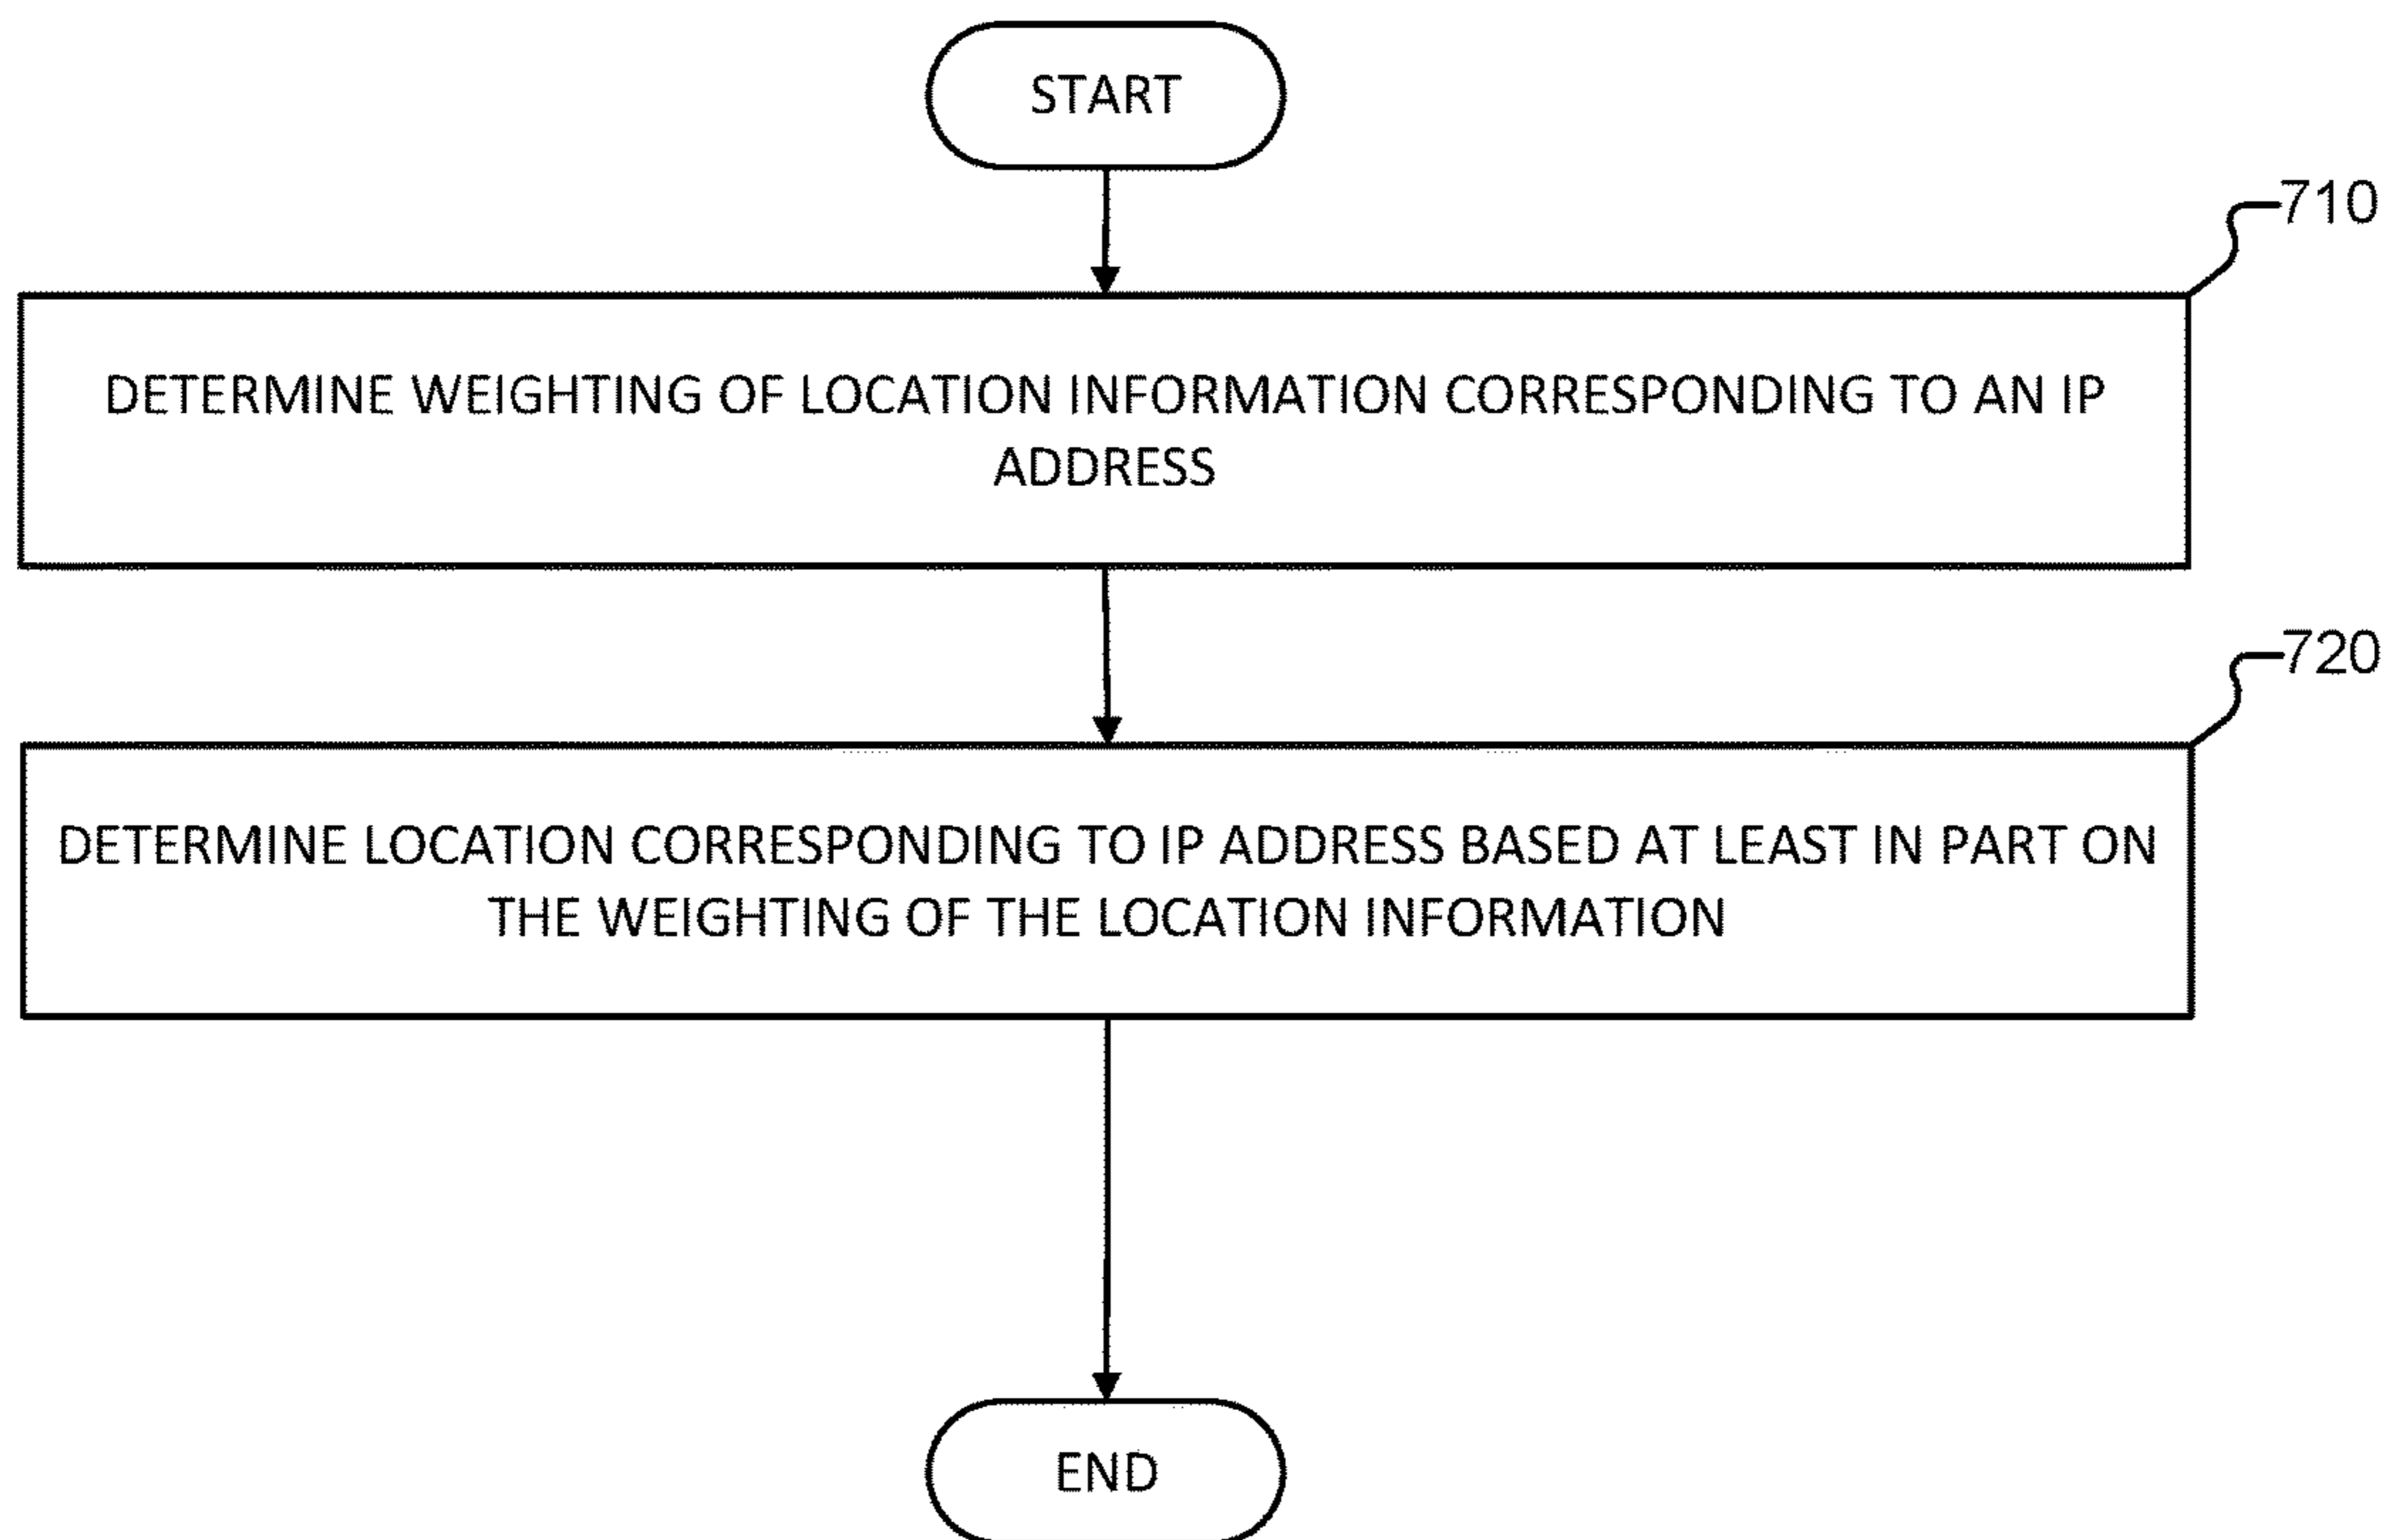 START
710
DETERMINE WEIGHTING OF LOCATION INFORMATION CORRESPONDING TO AN IP
ADDRESS
720
DETERMINE LOCATION CORRESPONDING TO IP ADDRESS BASED AT LEAST IN PART ON
THE WEIGHTING OF THE LOCATION INFORMATION
END